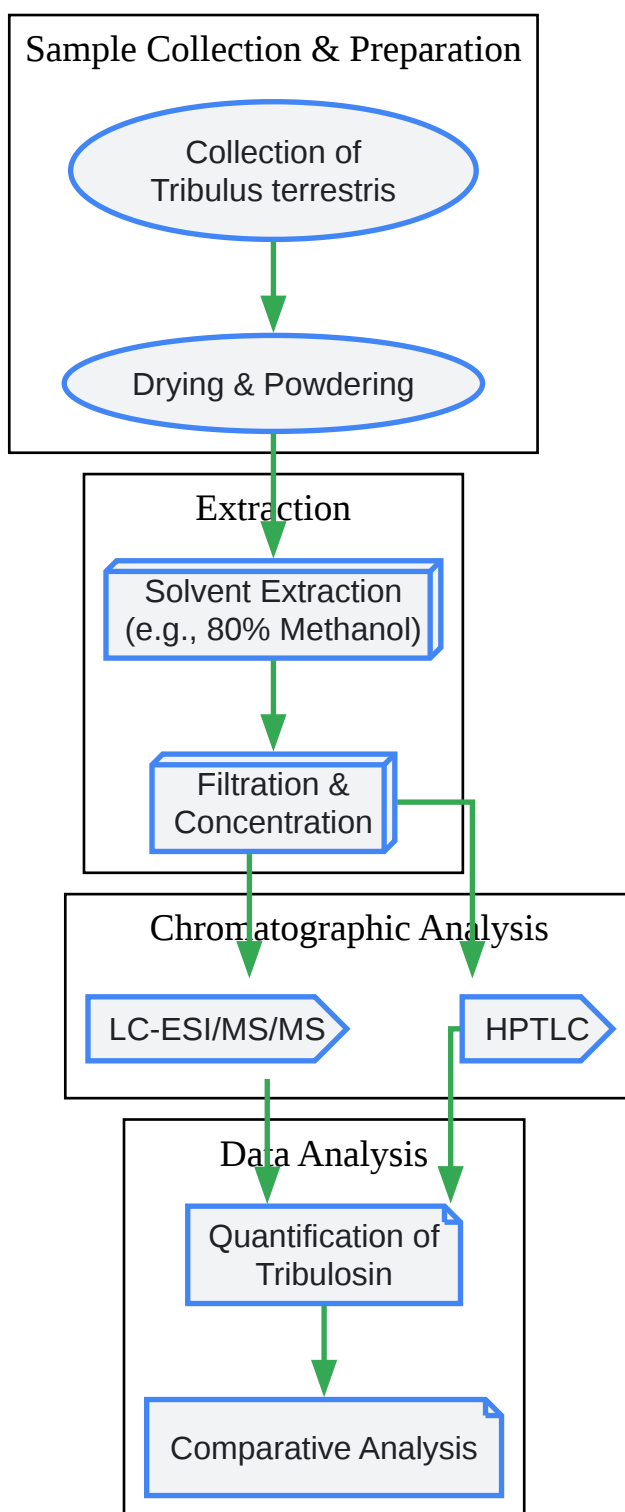 Sample Collection & Preparation
Collection of
Tribulus terrestris
Drying & Powdering
Extraction
Solvent Extraction
(e.g., 80% Methanol)
Filtration &
Concentration
Chromatographic Analysis
LC-ESI/MS/MS
HPTLC
Data Analysis
Quantification of
Tribulosin
Comparative Analysis